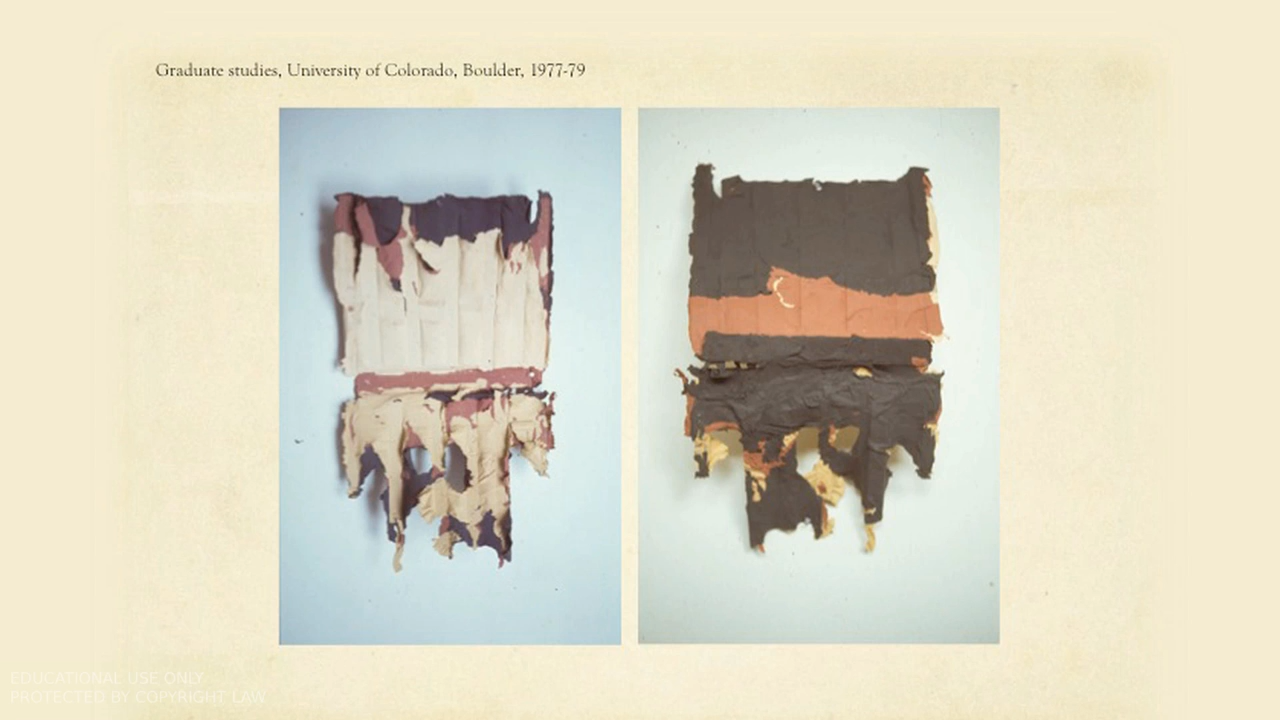 Graduate studies, University of Colorado, Boulder, 1977-79
EDUCATIONAL USE ONLY
PROTECTED BY COPYRIGHT LAW